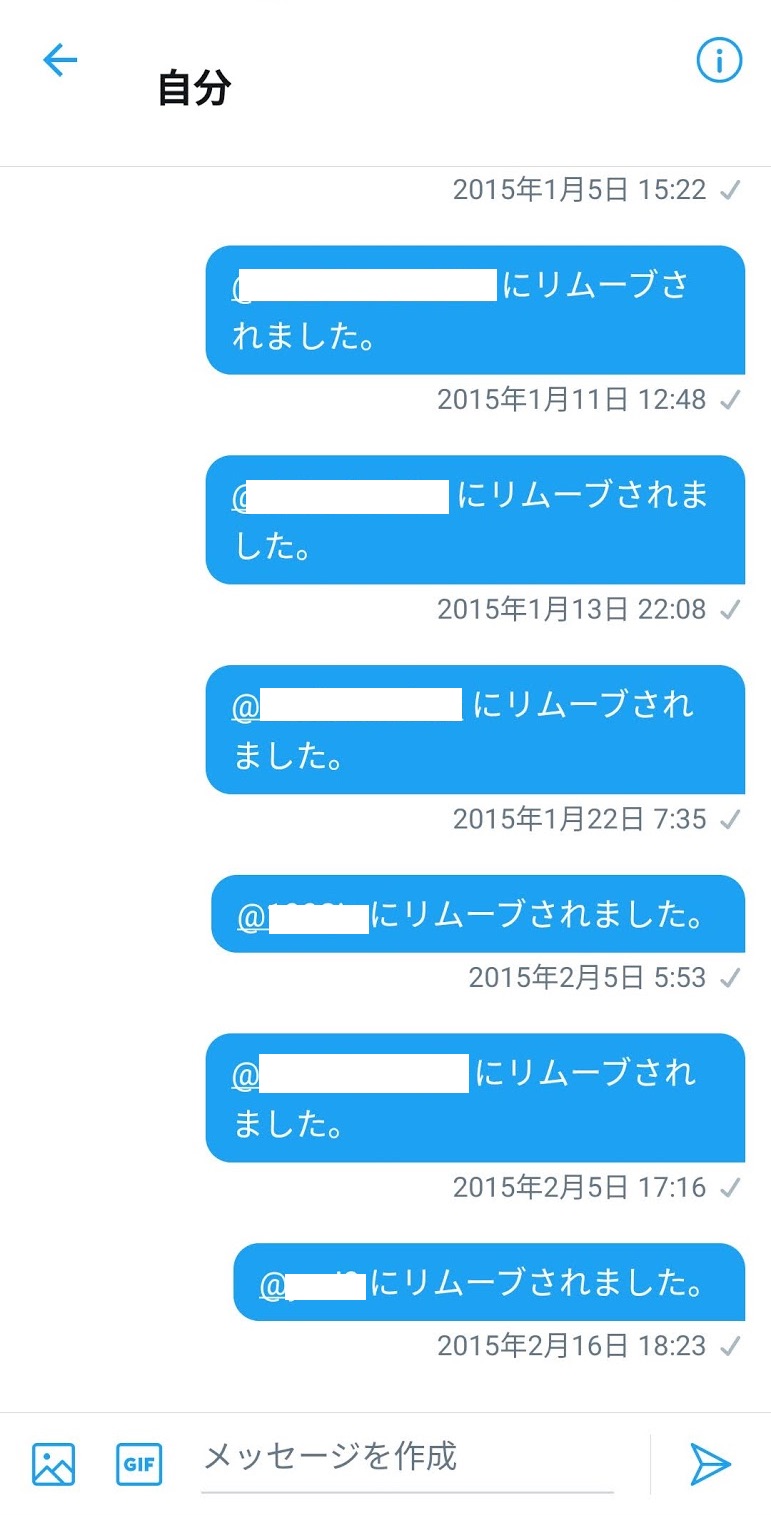 自分
2015年1月5日 15:22
@ にリムーブさ
れました。
2015年1月11日 12:48
@ にリムーブされま
した。
2015年1月13日 22:08
@ にリムーブされ
ました。
2015年1月22日 7:35
@ にリムーブされました。
2015年2月5日 5:53
@ にリムーブされ
ました。
2015年2月5日 17:16
@ にリムーブされました。
2015年2月16日 18:23
GIF メッセージを作成